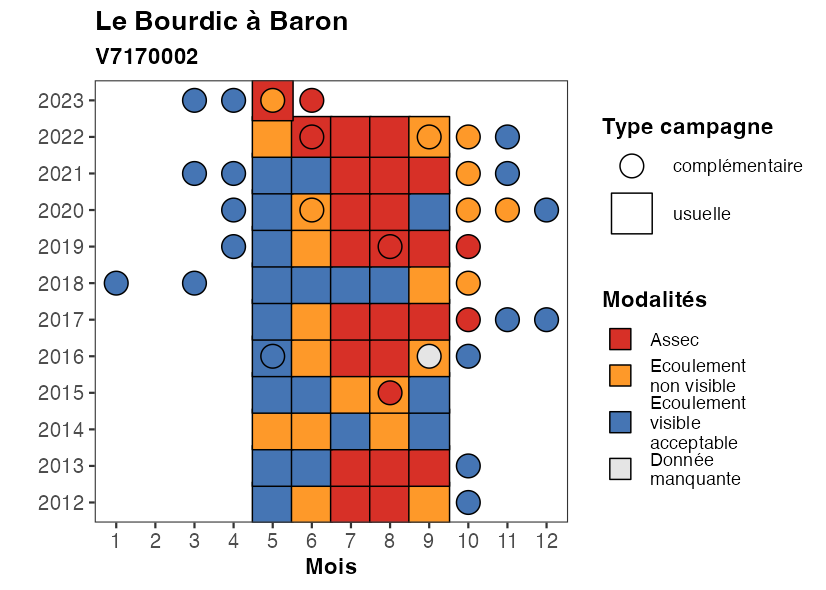 Le Bourdic à Baron
V7170002
2023
2022
2021
2020
2019
2018
2017
2016
2015
2014
2013
2012
1 2 3 4 5 6 7 8 9 10 11 12
Mois
Type campagne
complémentaire
usuelle
Modalités
Assec
Ecoulement
non visible
Ecoulement
visible
acceptable
Donnée
manquante